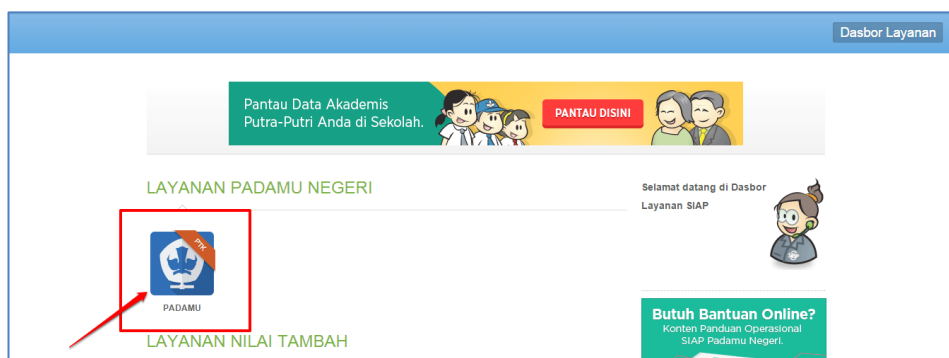 Dasbor Layanan
Pantau Data Akademis
Putra-Putri Anda di Sekolah.
PANTAU DISINI
LAYANAN PADAMU NEGERI
Selamat datang di Dasbor
Layanan SIAP
PTK
PADAMU
LAYANAN NILAI TAMBAH
Butuh Bantuan Online?
Konten Panduan Operasional
SIAP Padamu Negeri.